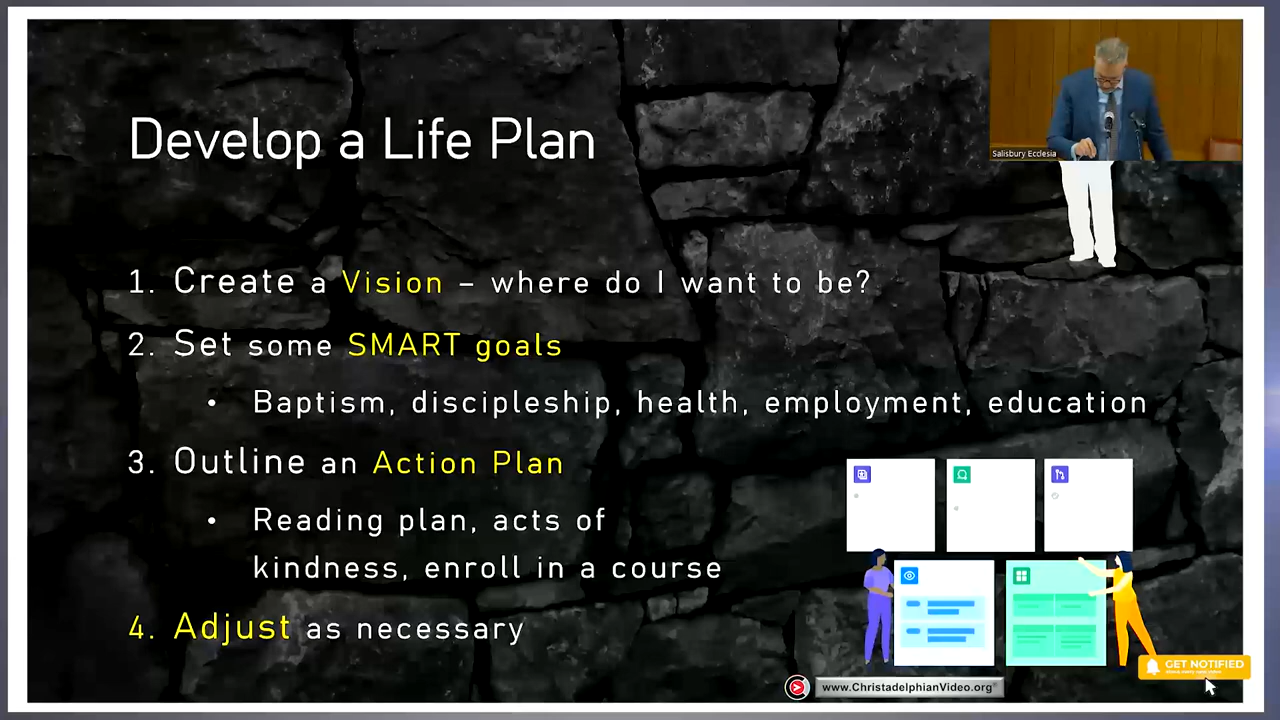 Salisbury Ecclesia
Develop a Life Plan
1. Create a Vision – where do I want to be?
2. Set some SMART goals
• Baptism, discipleship, health, employment, education
3. Outline an Action Plan
• Reading plan, acts of
kindness, enroll in a course
4. Adjust as necessary
www.ChristadelphianVideo.org
GET NOTIFIED